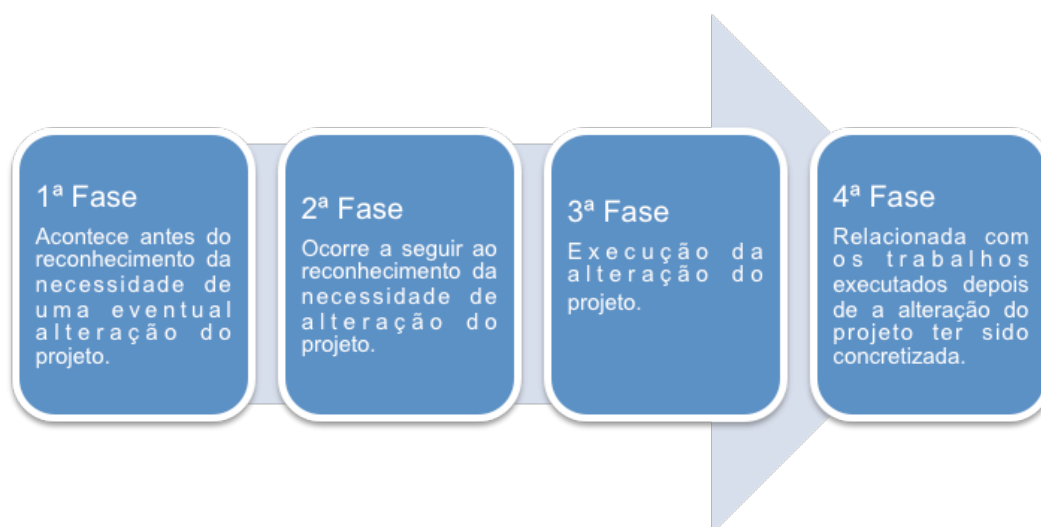 1ª Fase
Acontece antes do
reconhecimento da
necessidade de
uma eventual
alteração do
projeto.
2ª Fase
Ocorre a seguir ao
reconhecimento da
necessidade de
alteração do
projeto.
3ª Fase
Execução da
alteração do
projeto.
4ª Fase
Relacionada com
os trabalhos
executados depois
de a alteração do
projeto ter sido
concretizada.